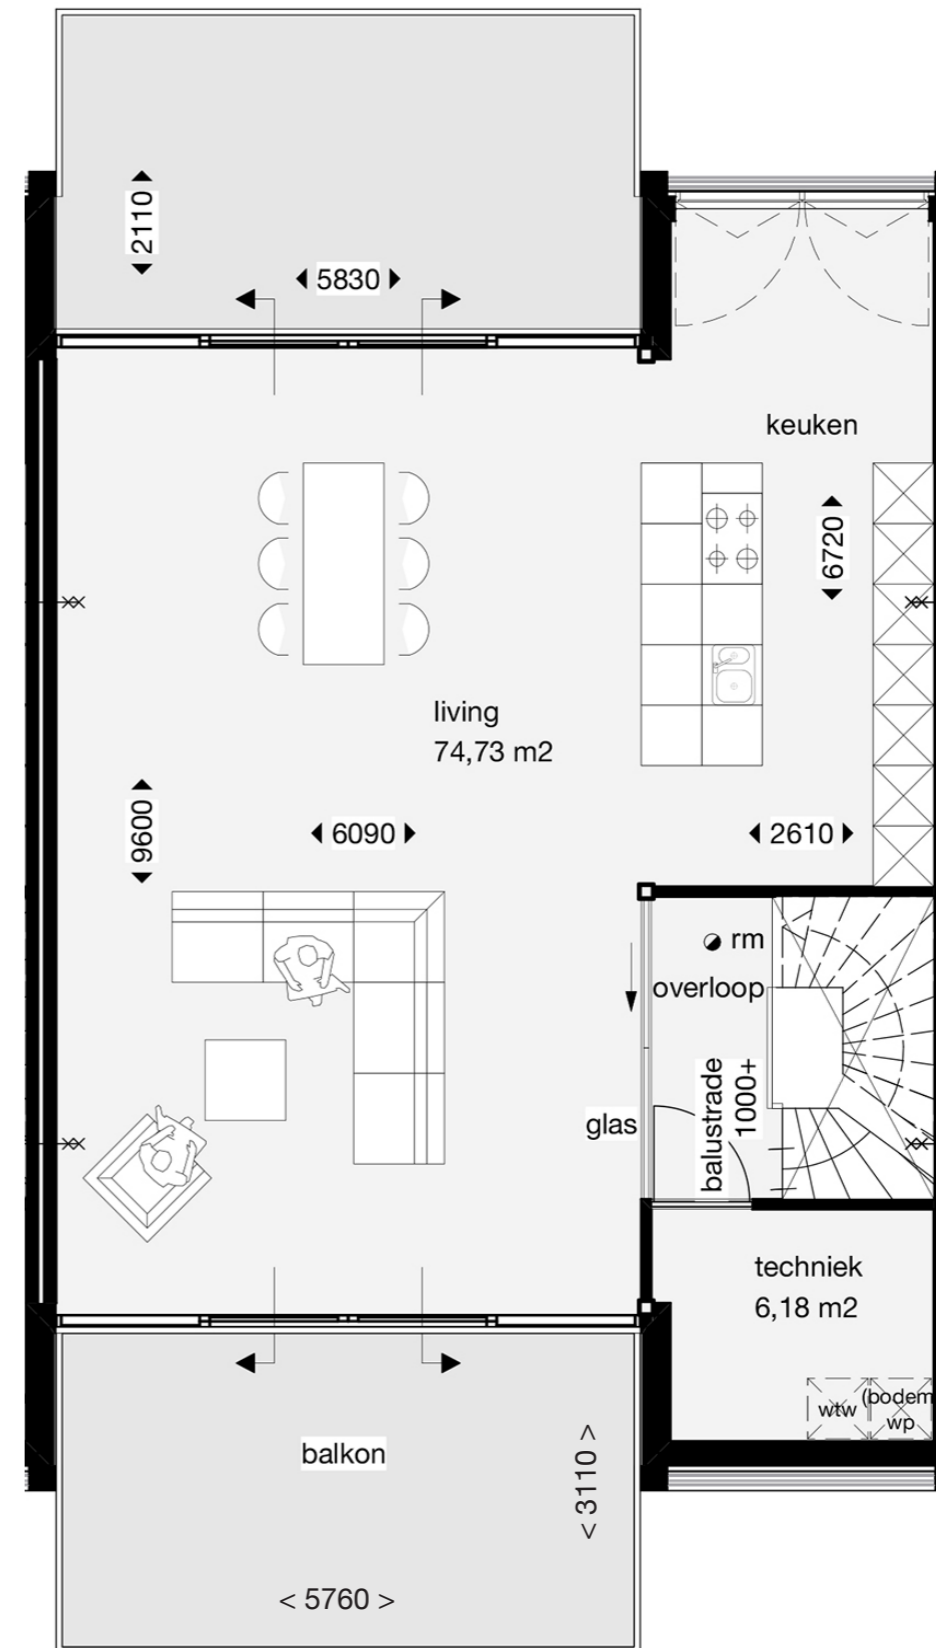 2110
5830
keuken
6720
living
74,73 m2
9600
6090
2610
rm
overloop
balustrade
1000+
glas
techniek
6,18 m2
wtw
(bodem
wp
balkon
< 3110 >
< 5760 >